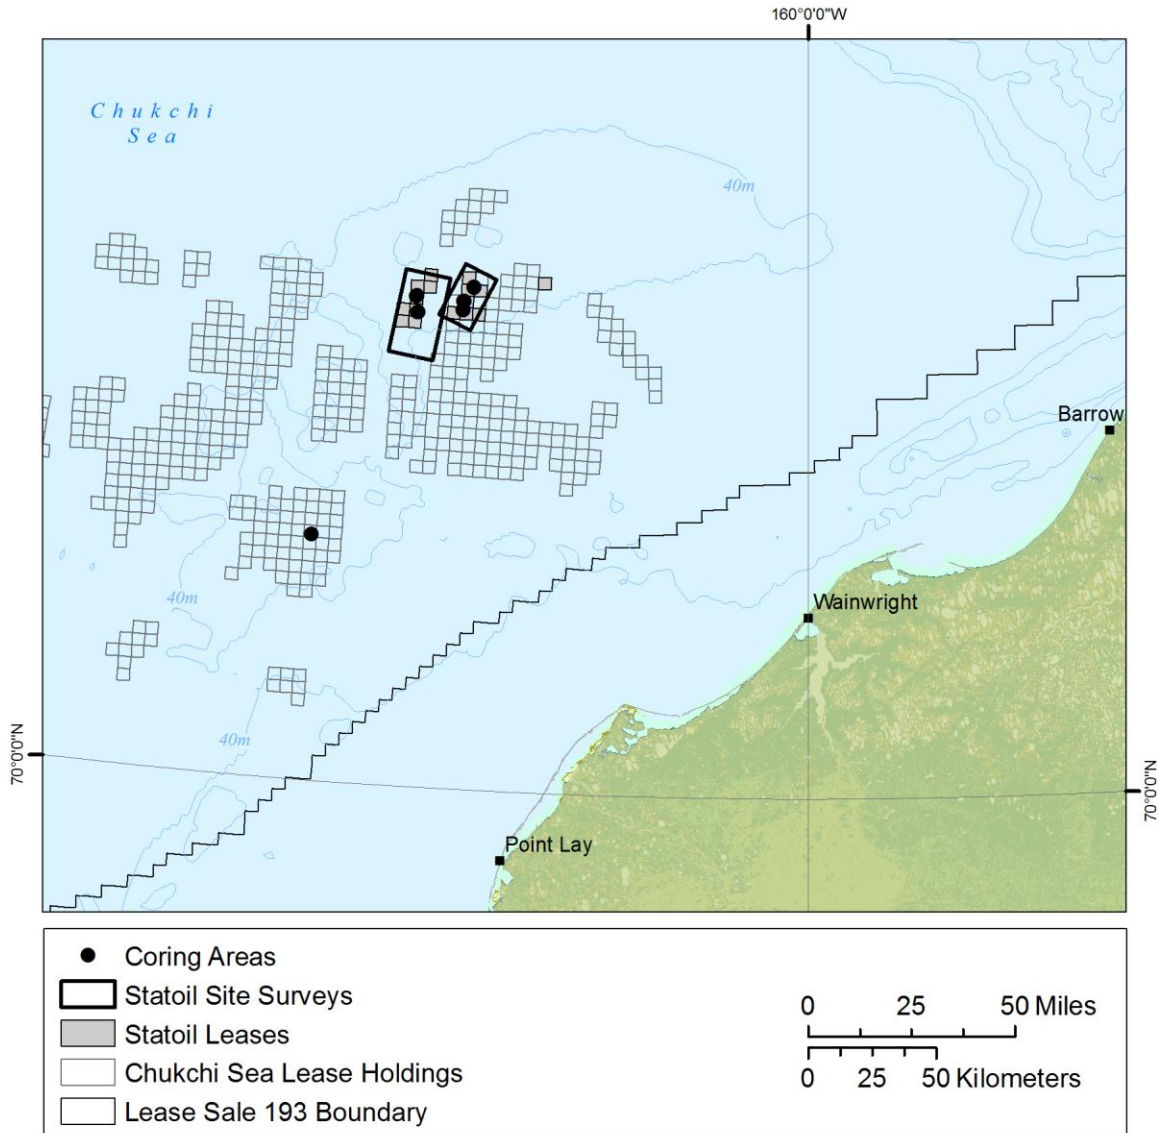 160°0'0"W
Chukchi
Sea
40m
Barrow
Wainwright
40m
40m
70°0'0"N
70°0'0"N
Point Lay
Coring Areas
Statoil Site Surveys
Statoil Leases
Chukchi Sea Lease Holdings
Lease Sale 193 Boundary
0 25 50 Miles
0 25 50 Kilometers